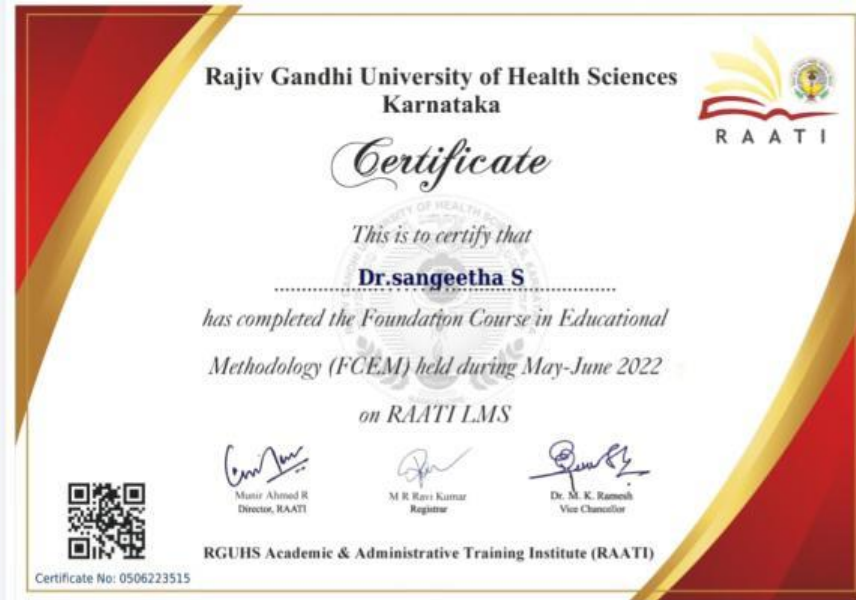 Rajiv Gandhi University of Health Sciences
Karnataka
RAATI
Certificate
This is to certify that
Dr.sangeetha S
has completed the Foundation Course in Educational
Methodology (FCEM) held during May-June 2022
on RAATI LMS
Munir Ahmed R
Director, RAATI
M R Ravi Kumar
Registrar
Dr. M. K. Ramesh
Vice Chancellor
RGUHS Academic & Administrative Training Institute (RAATI)
Certificate No: 0506223515